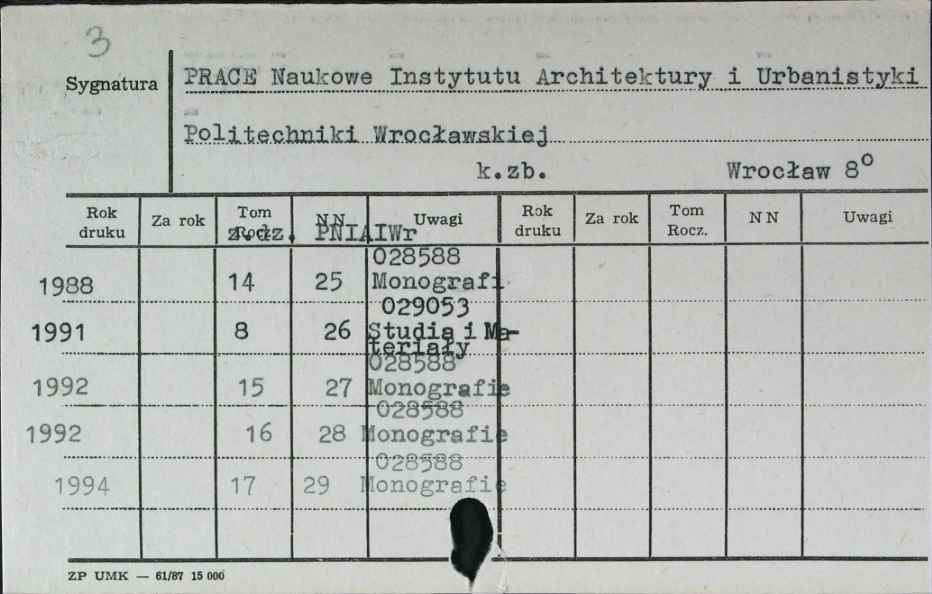 3
Sygnatura
PRACE Naukowe Instytutu Architektury i Urbanistyki
Politechniki Wrocławskiej
k.zb. Wrocław 8°
Rok druku Za rok Tom Rocz. N N Uwagi Rok druku Za rok Tom Rocz. N N Uwagi
PNIAIWr
028588
1988 14 25 Monografi
029053
1991 8 26 Studia i Ma-
teriały
028588
1992 15 27 Monografie
028588
1992 16 28 Monografie
028588
1994 17 29 Monografie
ZP UMK — 61/87 15 000